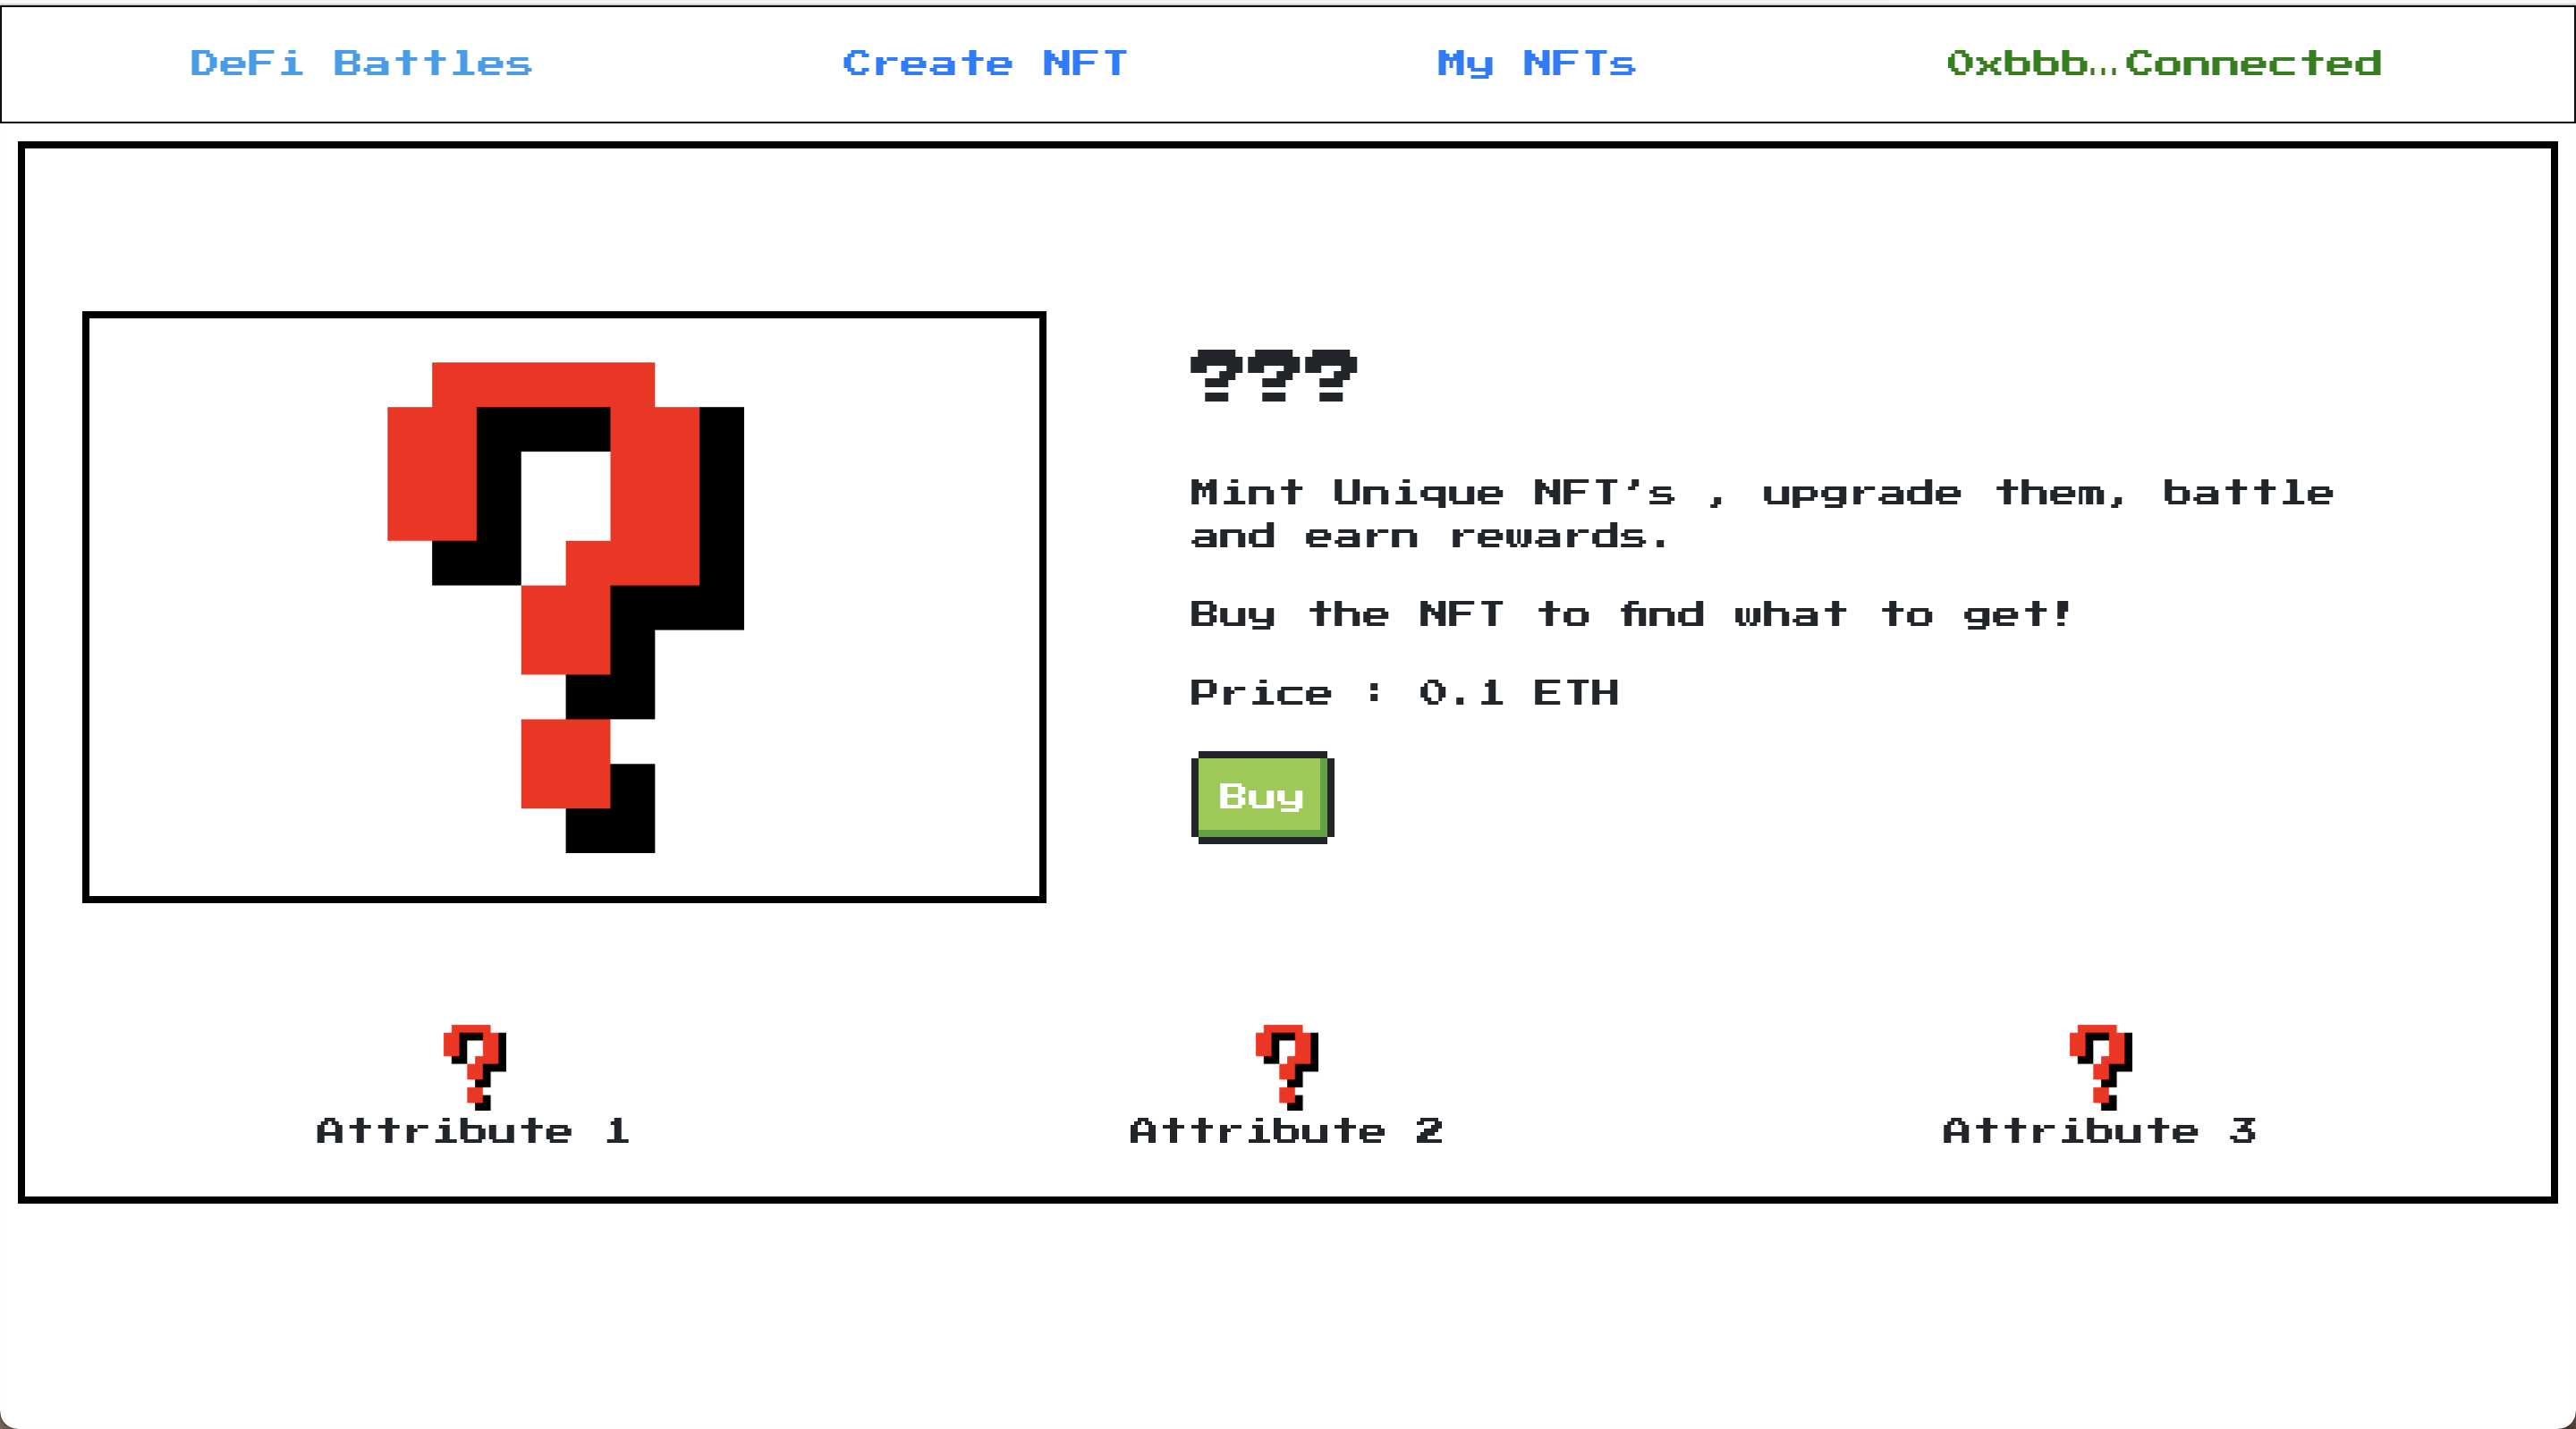 DeFi Battles
Create NFT
My NFTs
0xbbb...Connected
???
Mint Unique NFT's , upgrade them, battle
and earn rewards.
Buy the NFT to find what to get!
Price : 0.1 ETH
Buy
Attribute 1
Attribute 2
Attribute 3